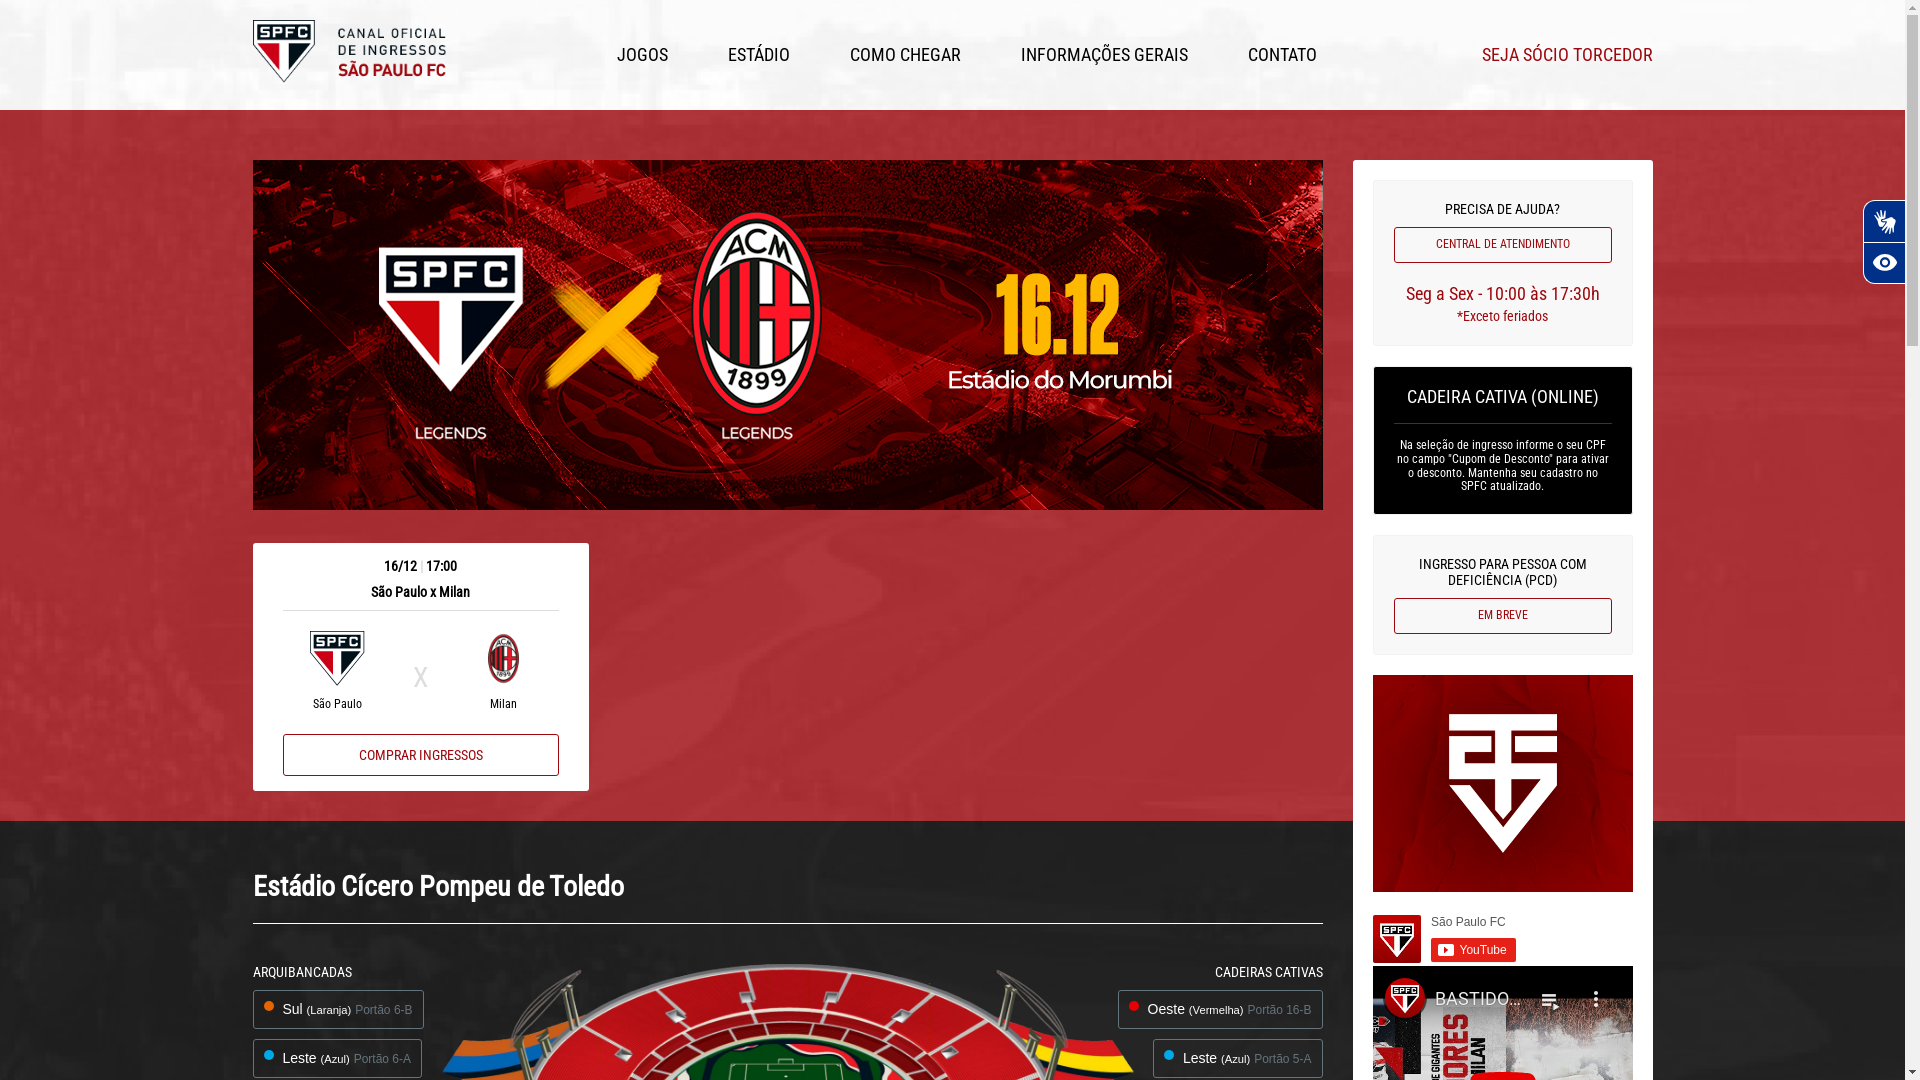 SPFC
CANAL OFICIAL
DE INGRESSOS
SÃO PAULO FC
JOGOS
ESTÁDIO
COMO CHEGAR
INFORMAÇÕES GERAIS
CONTATO
SEJA SÓCIO TORCEDOR
SPFC
LEGENDS
ACM
1899
LEGENDS
16.12
Estádio do Morumbi
PRECISA DE AJUDA?
CENTRAL DE ATENDIMENTO
Seg a Sex - 10:00 às 17:30h
*Exceto feriados
CADEIRA CATIVA (ONLINE)
Na seleção de ingresso informe o seu CPF
no campo "Cupom de Desconto" para ativar
o desconto. Mantenha seu cadastro no
SPFC atualizado.
INGRESSO PARA PESSOA COM
DEFICIÊNCIA (PCD)
EM BREVE
16/12 | 17:00
São Paulo x Milan
SPFC
X
ACM
1899
São Paulo
Milan
COMPRAR INGRESSOS
Estádio Cícero Pompeu de Toledo
ARQUIBANCADAS
Sul (Laranja) Portão 6-B
Leste (Azul) Portão 6-A
CADEIRAS CATIVAS
Oeste (Vermelha) Portão 16-B
Leste (Azul) Portão 5-A
SPFC
São Paulo FC
YouTube
SPFC
BASTIDO...